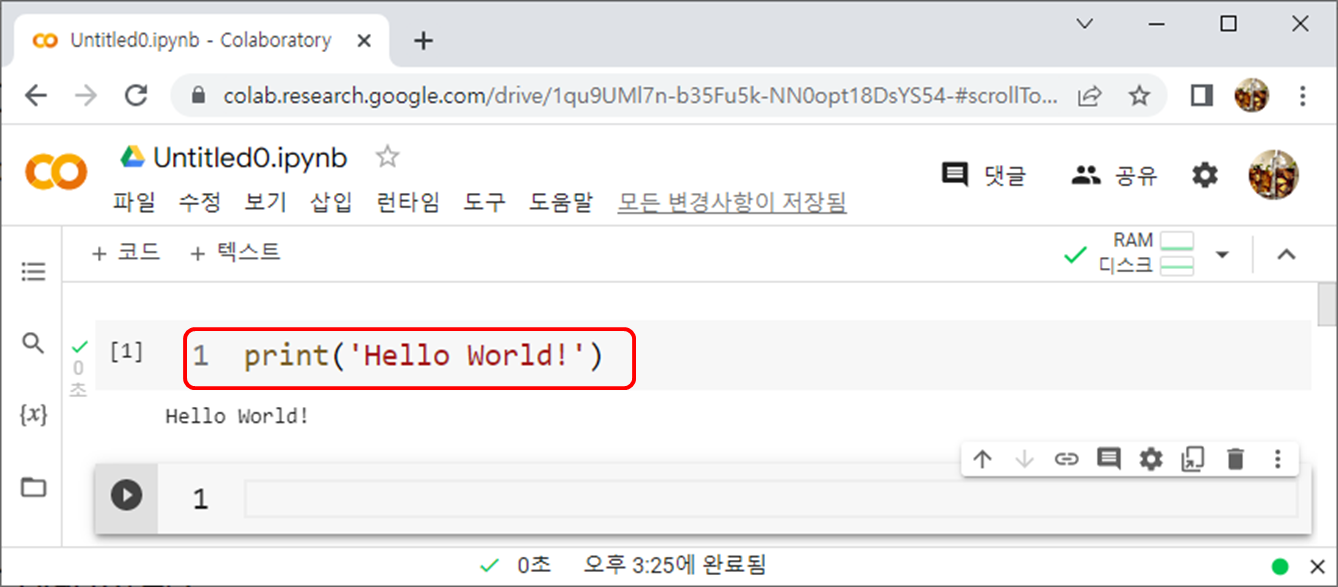 Untitled0.ipynb - Colaboratory
colab.research.google.com/drive/1qu9UMl7n-b35Fu5k-NN0opt18DsYS54-#scrollTo...
Untitled0.ipynb
댓글 공유
파일 수정 보기 삽입 런타임 도구 도움말 모든 변경사항이 저장됨
+ 코드 + 텍스트
RAM
디스크
[1] 1 print('Hello World!')
0
초
Hello World!
{x}
1
0초 오후 3:25에 완료됨